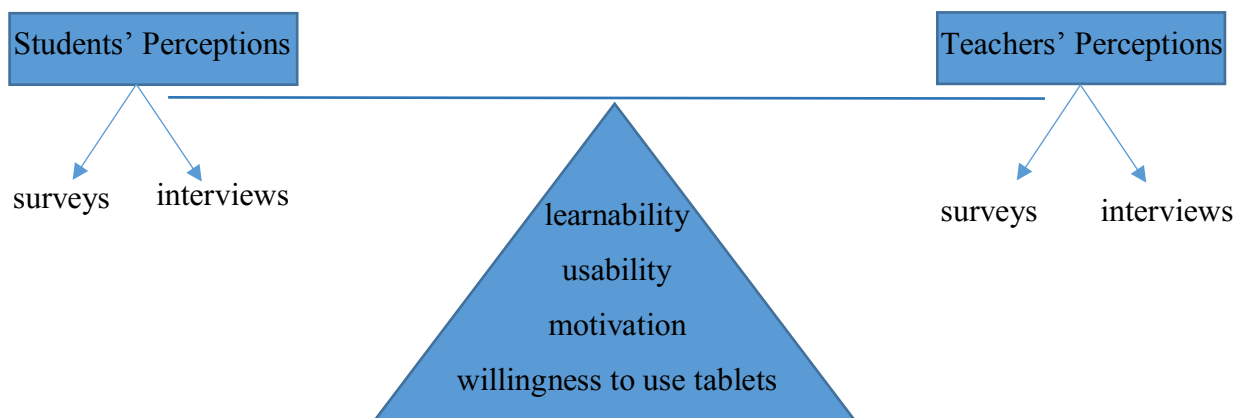 Students’ Perceptions
Teachers’ Perceptions
surveys
interviews
surveys
interviews
learnability
usability
motivation
willingness to use tablets